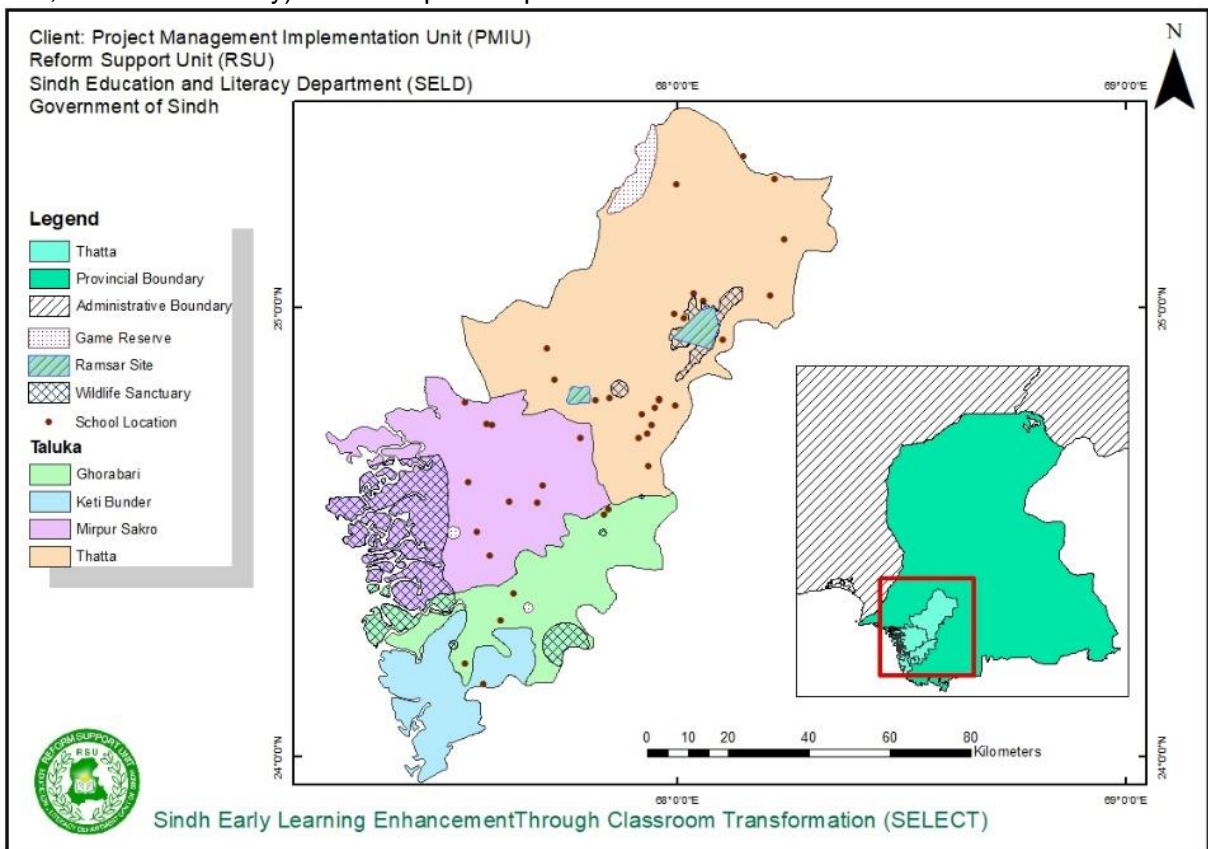 Client: Project Management Implementation Unit (PMIU)
Reform Support Unit (RSU)
Sindh Education and Literacy Department (SELD)
Government of Sindh
N
68°0'0"E
69°0'0"E
Legend
Thatta
Provincial Boundary
Administrative Boundary
Game Reserve
Ramsar Site
Wildlife Sanctuary
School Location
Taluka
Ghorabari
Keti Bunder
Mirpur Sakro
Thatta
25°0'0"N
25°0'0"N
24°0'0"N
24°0'0"N
0 5 10 20 40 60 80
Kilometers
68°0'0"E
69°0'0"E
REFORM SUPPORT UNIT
RSU
Sindh Early Learning EnhancementThrough Classroom Transformation (SELECT)